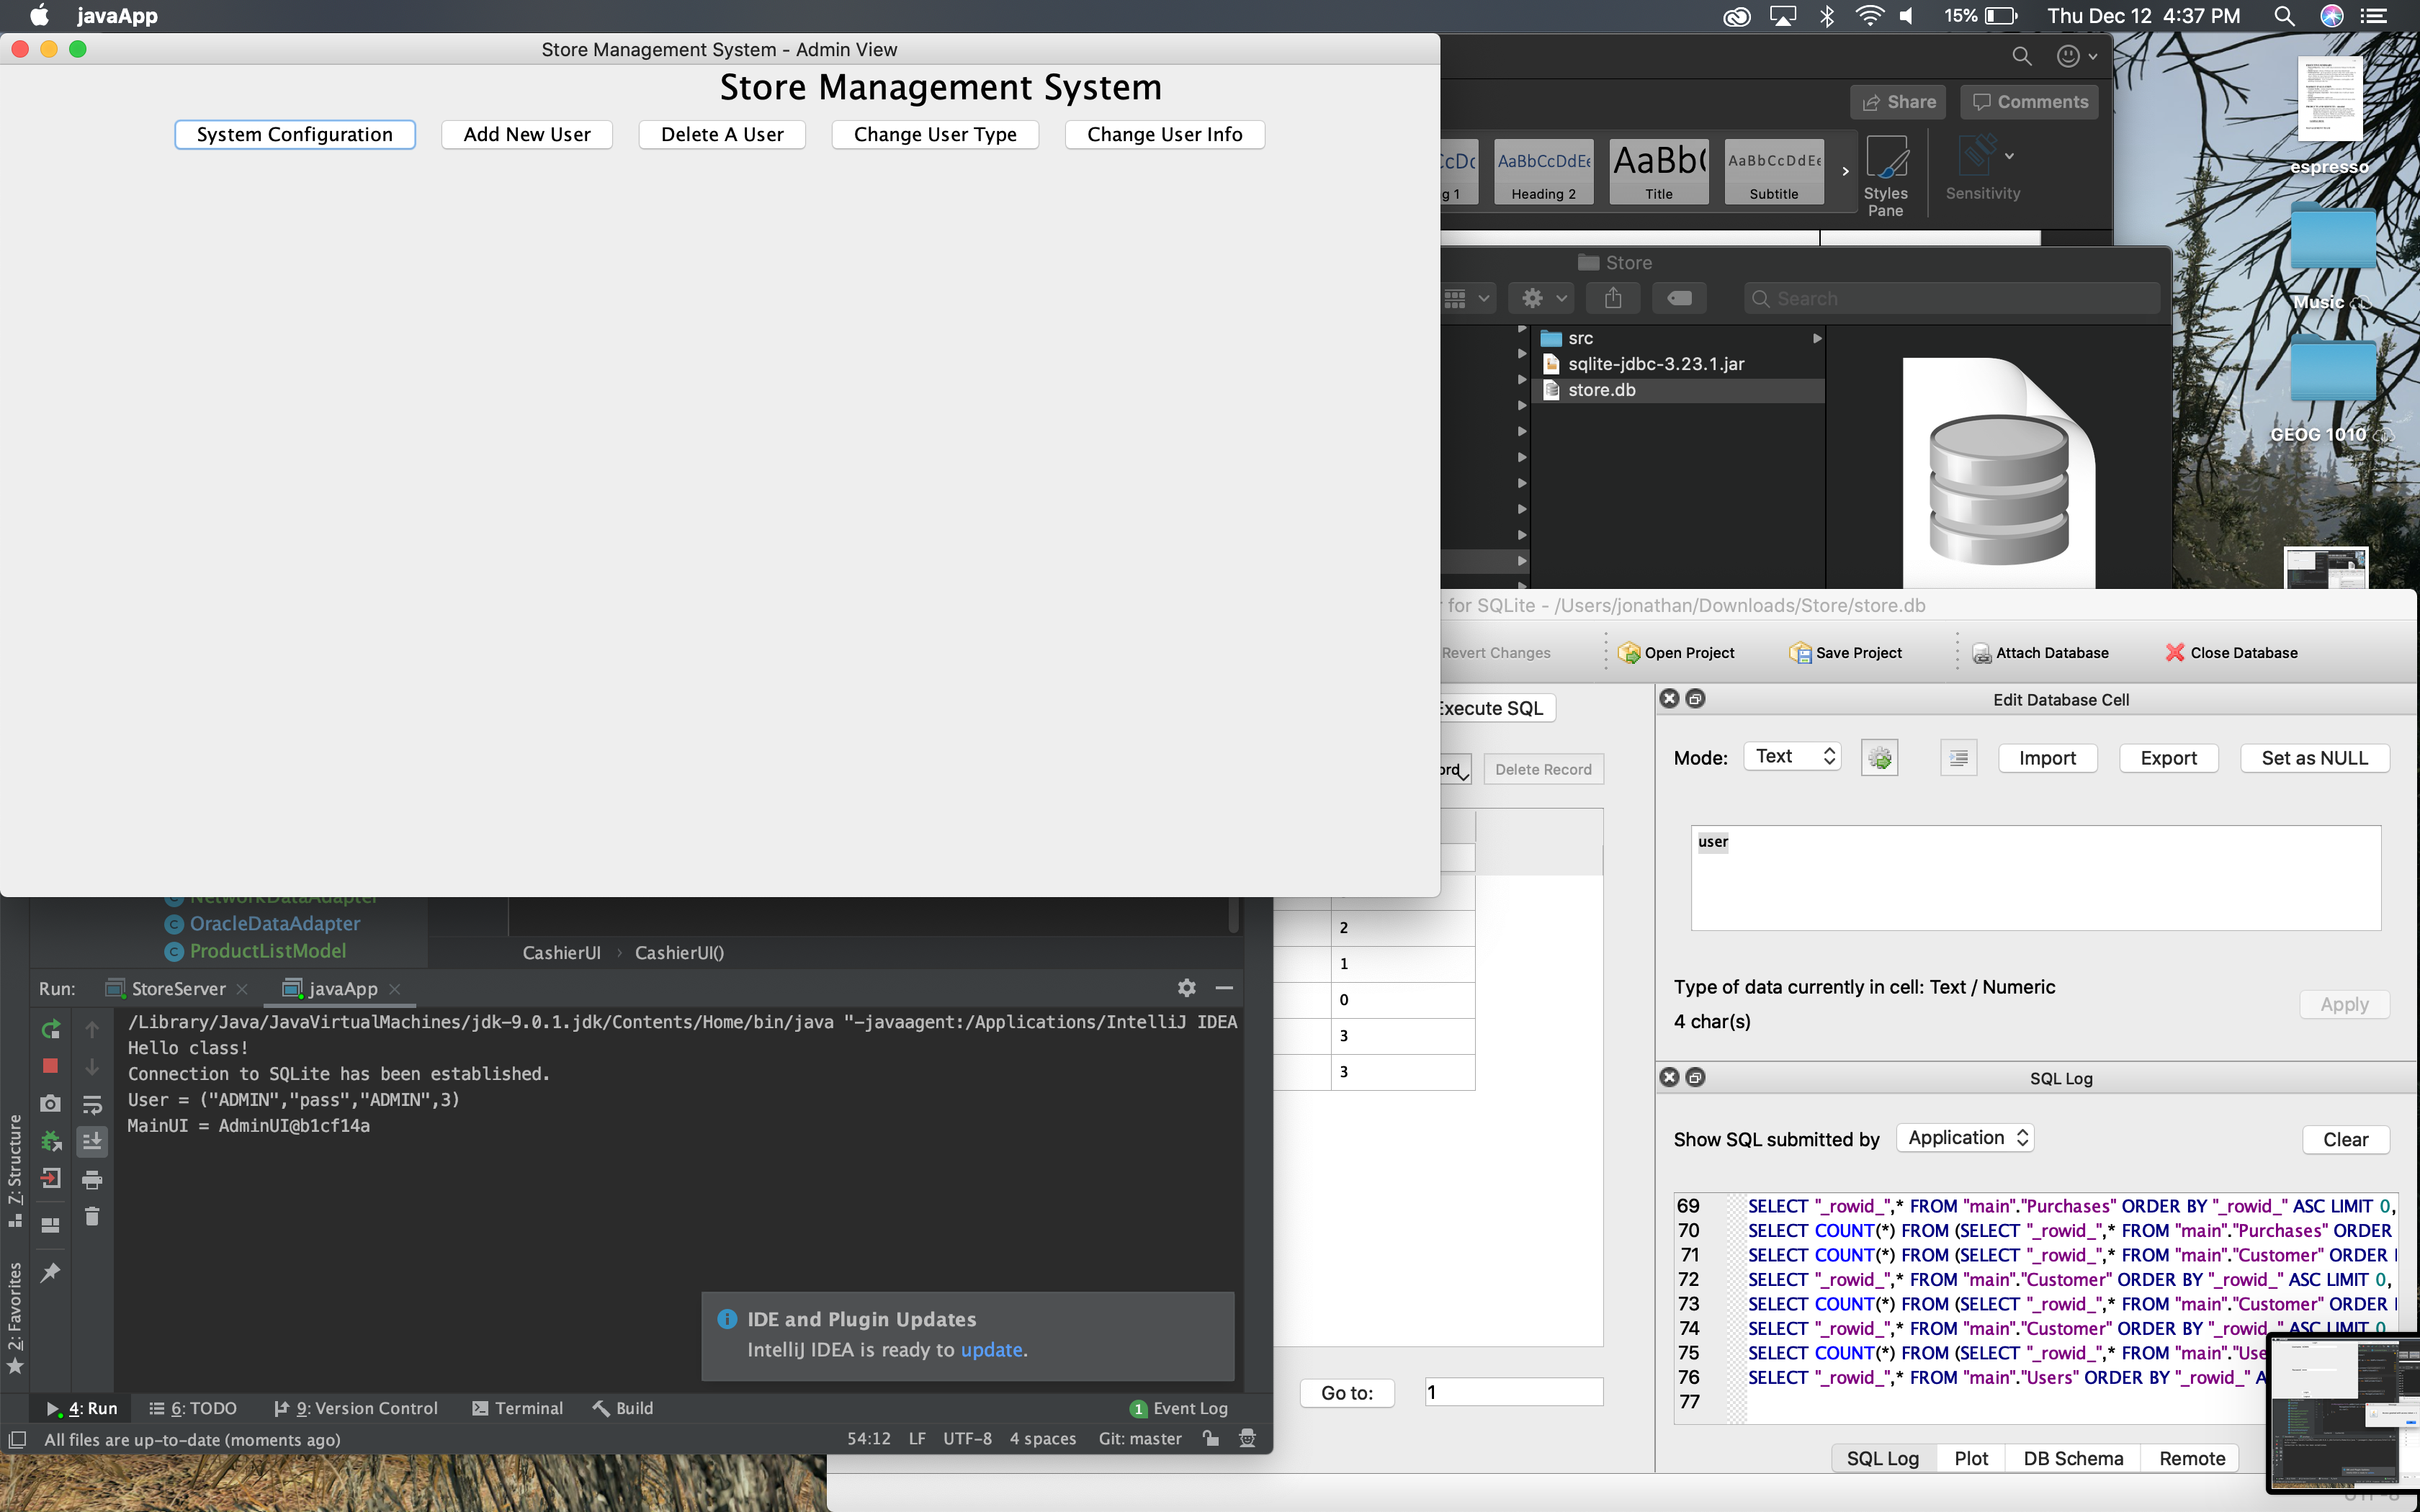 javaApp
15%
Thu Dec 12 4:37 PM
Store Management System - Admin View
Store Management System
System Configuration
Add New User
Delete A User
Change User Type
Change User Info
Share
Comments
AaBbCcDdEe
AaBb(
AaBbCcDdEe
g 1
Heading 2
Title
Subtitle
Styles
Pane
Sensitivity
espresso
Music
GEOG 1010
Store
Search
src
sqlite-jdbc-3.23.1.jar
store.db
for SQLite - /Users/jonathan/Downloads/Store/store.db
Revert Changes
Open Project
Save Project
Attach Database
Close Database
Execute SQL
Delete Record
Edit Database Cell
Mode:
Text
Import
Export
Set as NULL
user
Type of data currently in cell: Text / Numeric
4 char(s)
Apply
2
1
0
3
3
Go to:
1
SQL Log
Show SQL submitted by
Application
Clear
69 SELECT "_rowid_",* FROM "main"."Purchases" ORDER BY "_rowid_" ASC LIMIT 0,
70 SELECT COUNT(*) FROM (SELECT "_rowid_",* FROM "main"."Purchases" ORDER
71 SELECT COUNT(*) FROM (SELECT "_rowid_",* FROM "main"."Customer" ORDER
72 SELECT "_rowid_",* FROM "main"."Customer" ORDER BY "_rowid_" ASC LIMIT 0,
73 SELECT COUNT(*) FROM (SELECT "_rowid_",* FROM "main"."Customer" ORDER
74 SELECT "_rowid_",* FROM "main"."Customer" ORDER BY "_rowid_" ASC LIMIT 0
75 SELECT COUNT(*) FROM (SELECT "_rowid_",* FROM "main"."Use
76 SELECT "_rowid_",* FROM "main"."Users" ORDER BY "_rowid_" A
77
SQL Log
Plot
DB Schema
Remote
NetworkDataAdapter
OracleDataAdapter
ProductListModel
CashierUI › CashierUI()
Run:
StoreServer
javaApp
/Library/Java/JavaVirtualMachines/jdk-9.0.1.jdk/Contents/Home/bin/java "-javaagent:/Applications/IntelliJ IDEA
Hello class!
Connection to SQLite has been established.
User = ("ADMIN","pass","ADMIN",3)
MainUI = AdminUI@b1cf14a
Z: Structure
2: Favorites
IDE and Plugin Updates
IntelliJ IDEA is ready to update.
4: Run
6: TODO
9: Version Control
Terminal
Build
1 Event Log
All files are up-to-date (moments ago)
54:12
LF
UTF-8
4 spaces
Git: master